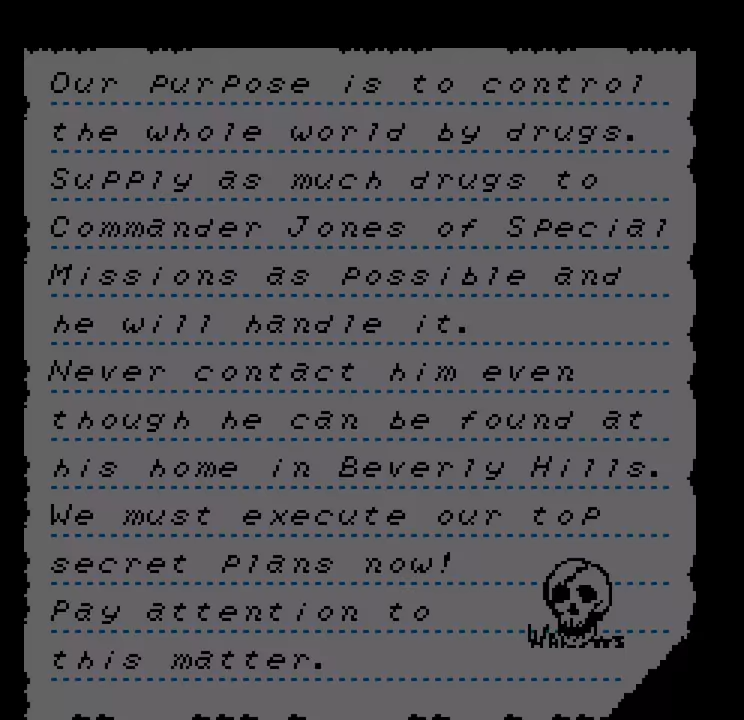 Our purpose is to control
the whole world by drugs.
Supply as much drugs to
Commander Jones of Special
Missions as possible and
he will handle it.
Never contact him even
though he can be found at
his home in Beverly Hills.
We must execute our top
secret plans now!
Pay attention to
this matter.